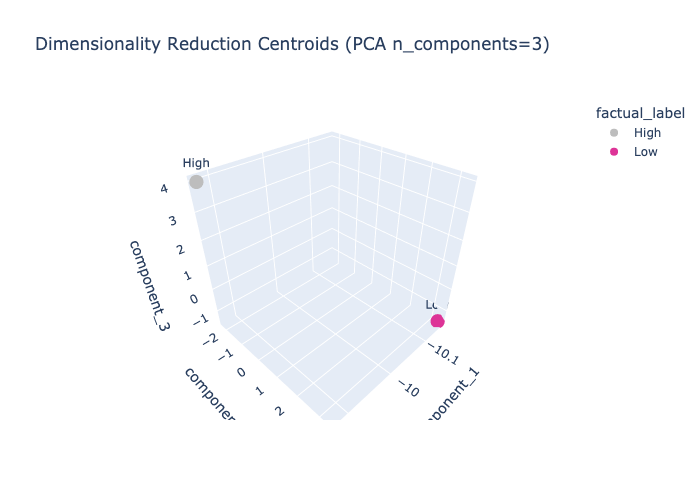 Dimensionality Reduction Centroids (PCA n_components=3)
factual_label
High
Low
High
4
3
2
1
0
−1
−2
component_3
−1
0
1
2
−10.1
−10